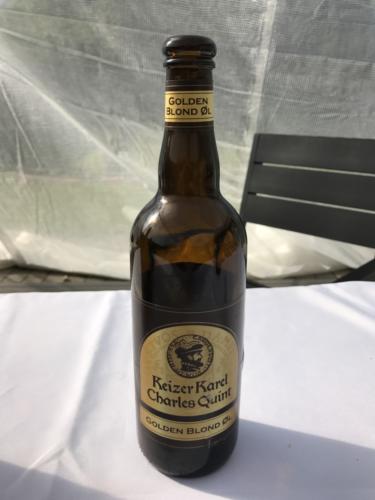 GOLDEN
BLOND ØL
Keizer Karel
Charles Quint
GOLDEN BLOND ØL